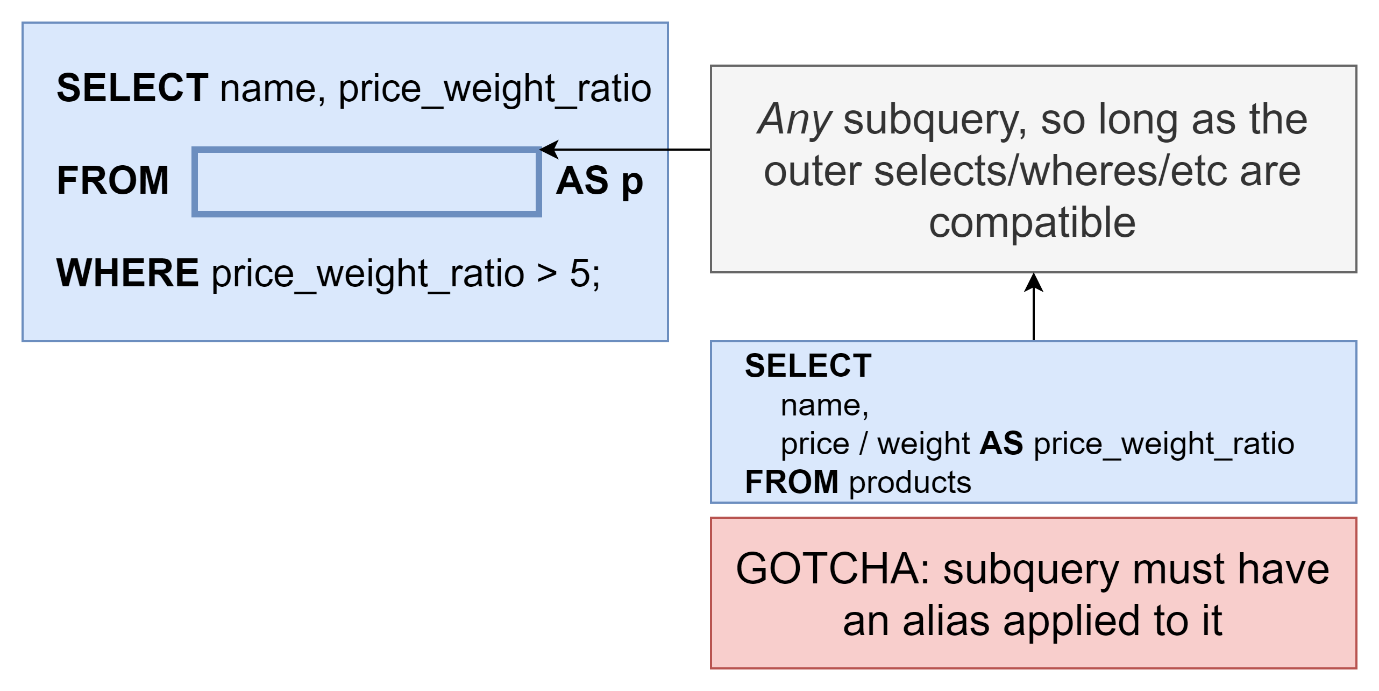 SELECT name, price_weight_ratio
FROM AS p
WHERE price_weight_ratio > 5;
Any subquery, so long as the
outer selects/wheres/etc are
compatible
SELECT
name,
price / weight AS price_weight_ratio
FROM products
GOTCHA: subquery must have
an alias applied to it